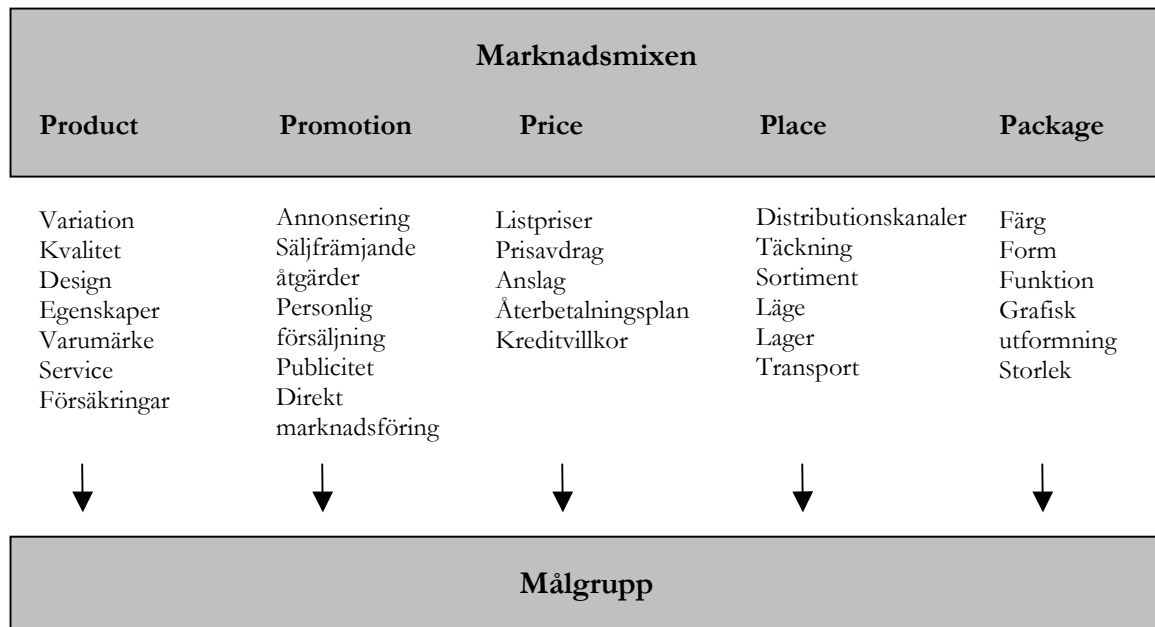 Marknadsmixen
Product Promotion Price Place Package
Variation
Kvalitet
Design
Egenskaper
Varumärke
Service
Försäkringar
Annonsering
Säljfrämjande
åtgärder
Personlig
försäljning
Publicitet
Direkt
marknadsföring
Listpriser
Prisavdrag
Anslag
Återbetalningsplan
Kreditvillkor
Distributionskanaler
Täckning
Sortiment
Läge
Lager
Transport
Färg
Form
Funktion
Grafisk
utformning
Storlek
Målgrupp